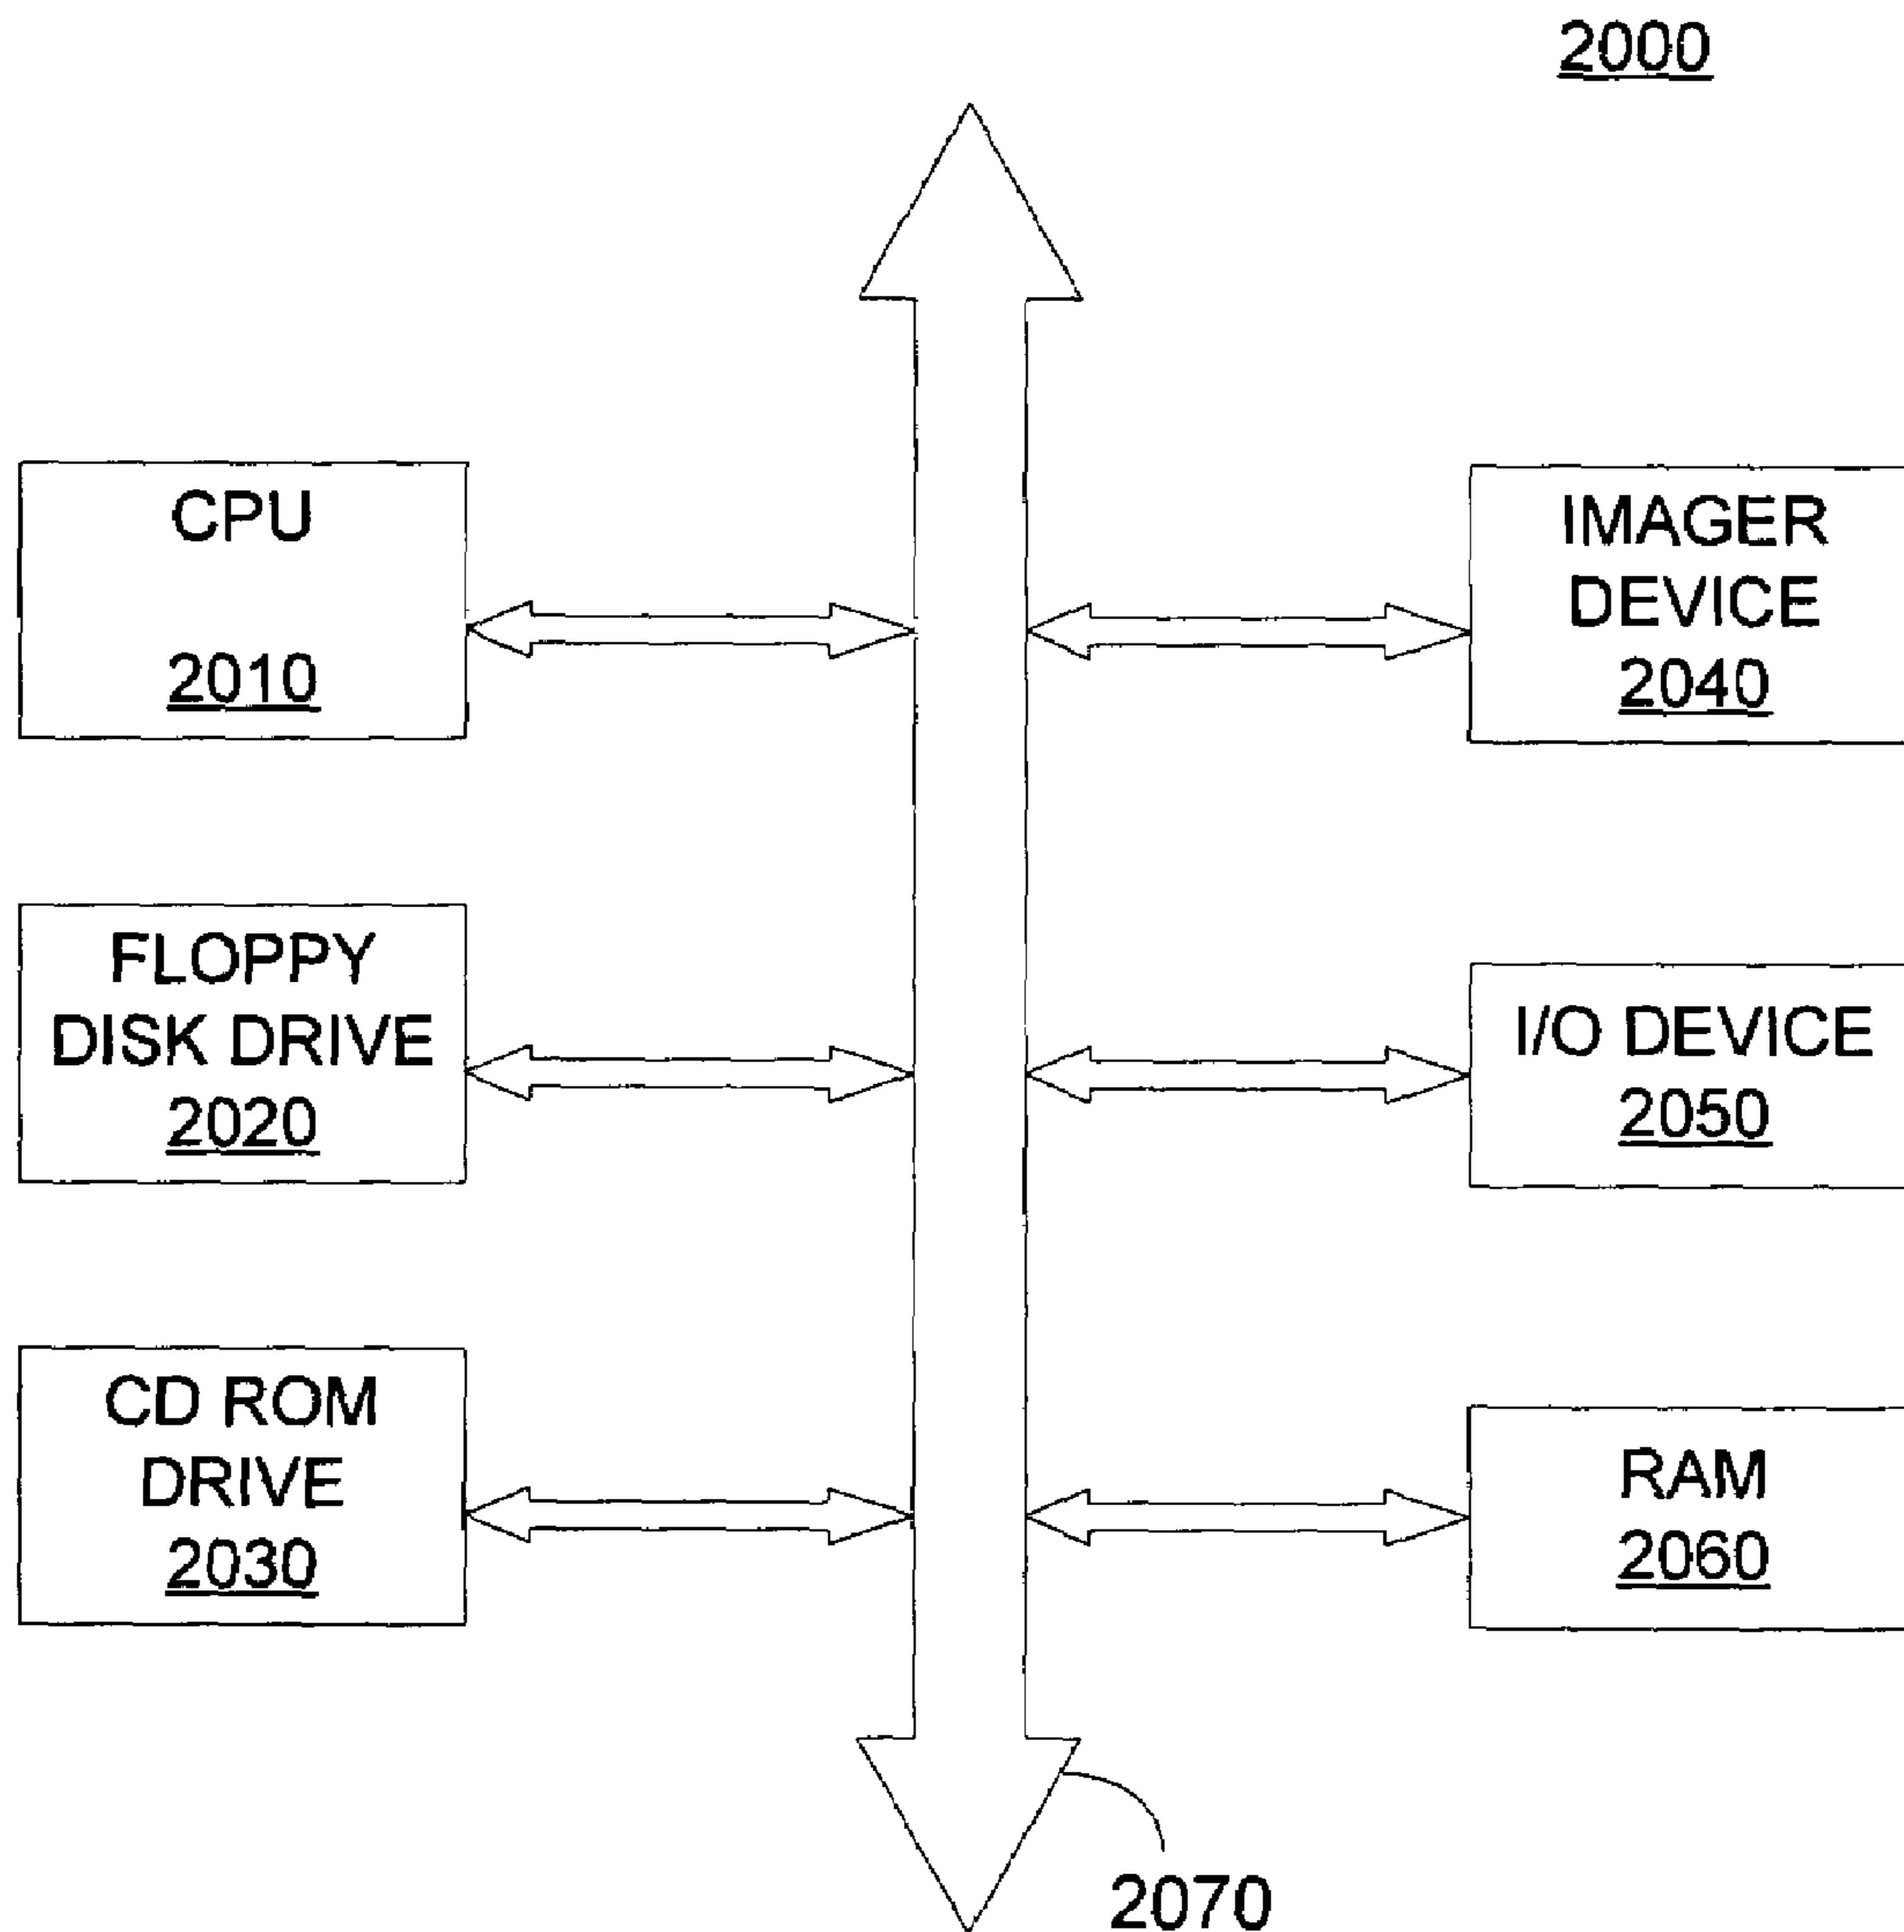 2000
CPU
2010
IMAGER
DEVICE
2040
FLOPPY
DISK DRIVE
2020
I/O DEVICE
2050
CD ROM
DRIVE
2030
RAM
2060
2070